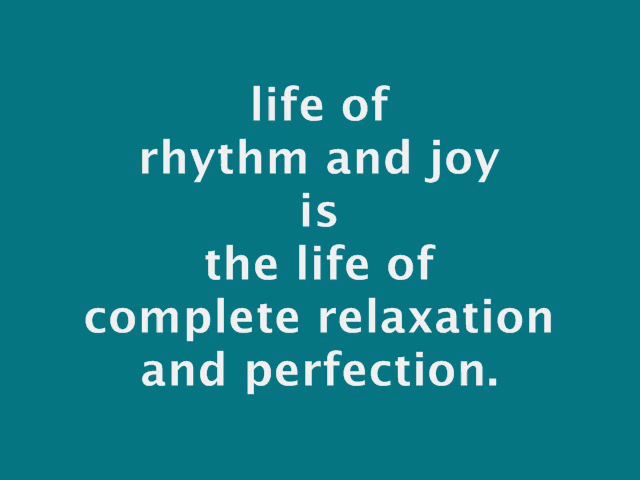 life of
rhythm and joy
is
the life of
complete relaxation
and perfection.